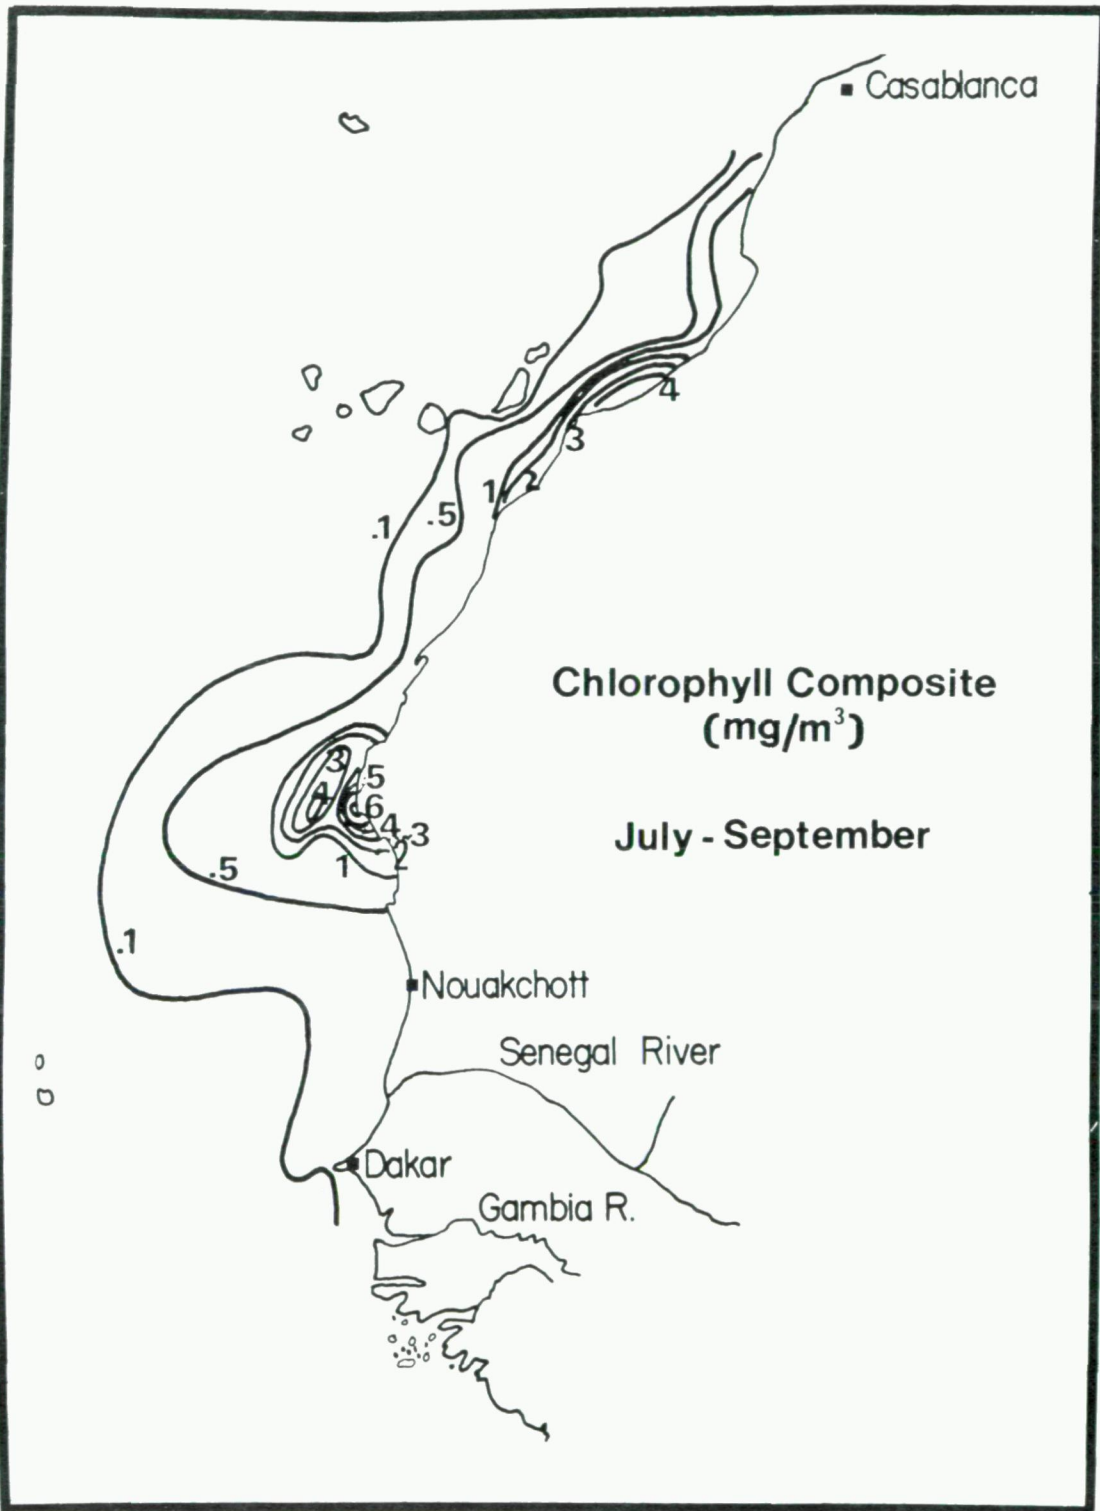 Casablanca
4
3
1
2
.5
.1
Chlorophyll Composite
(mg/m³)
July - September
3
5
4
6
4
3
2
1
.5
.1
Nouakchott
Senegal River
Dakar
Gambia R.